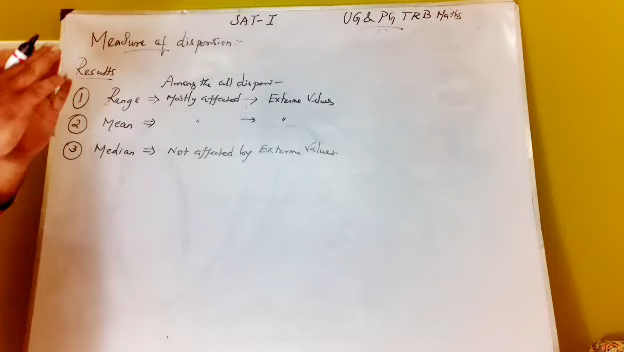 SAT-I UG & PG TRB Maths
Measure of dispersion:-
Results
Among the all dispersi-
① Range ⇒ Mostly affected → Extreme Values
② Mean ⇒ " → "
③ Median ⇒ Not affected by Extreme Values.